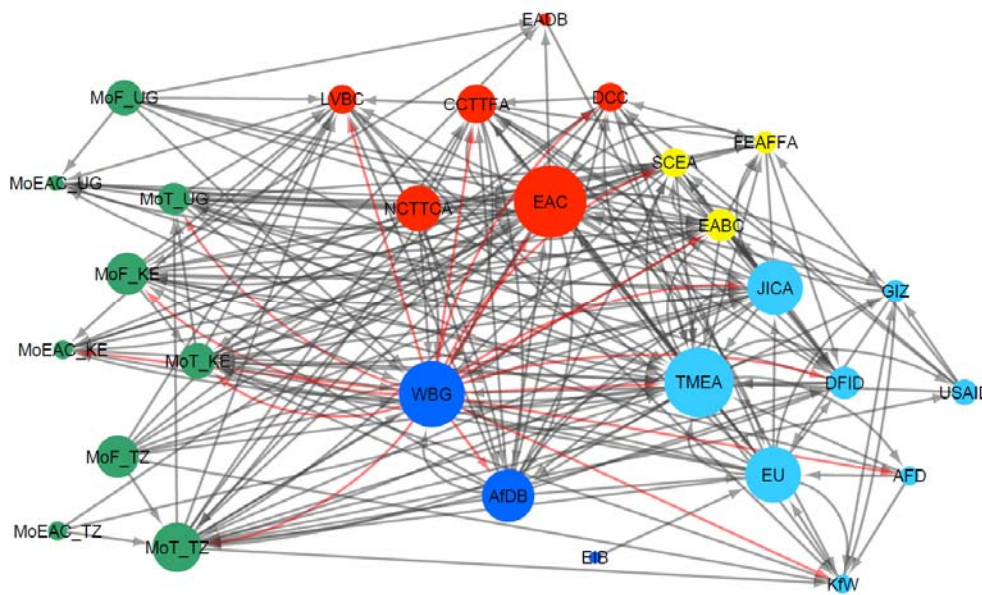 EADB
MoF_UG
LVBC
CCTTFA
DCC
FEAFFA
SCEA
MoEAC_UG
MoT_UG
NCTTCA
EAC
EABC
MoF_KE
JICA
GIZ
MoEAC_KE
MoT_KE
WBG
TMEA
DFID
USAID
MoF_TZ
AfDB
EU
AFD
MoEAC_TZ
MoT_TZ
EIB
KfW